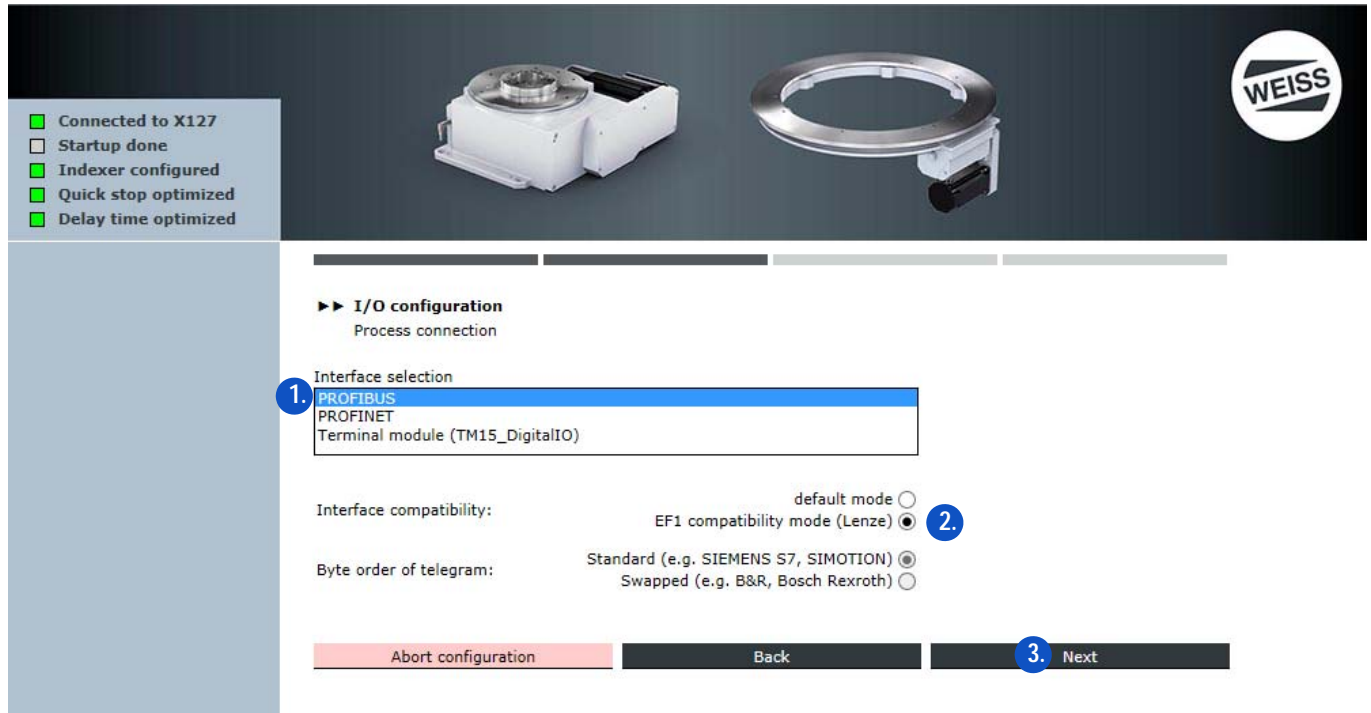 WEISS
Connected to X127
Startup done
Indexer configured
Quick stop optimized
Delay time optimized
►► I/O configuration
Process connection
Interface selection
1. PROFIBUS
PROFINET
Terminal module (TM15_DigitalIO)
Interface compatibility:
default mode
EF1 compatibility mode (Lenze) 2.
Byte order of telegram:
Standard (e.g. SIEMENS S7, SIMOTION)
Swapped (e.g. B&R, Bosch Rexroth)
Abort configuration Back 3. Next